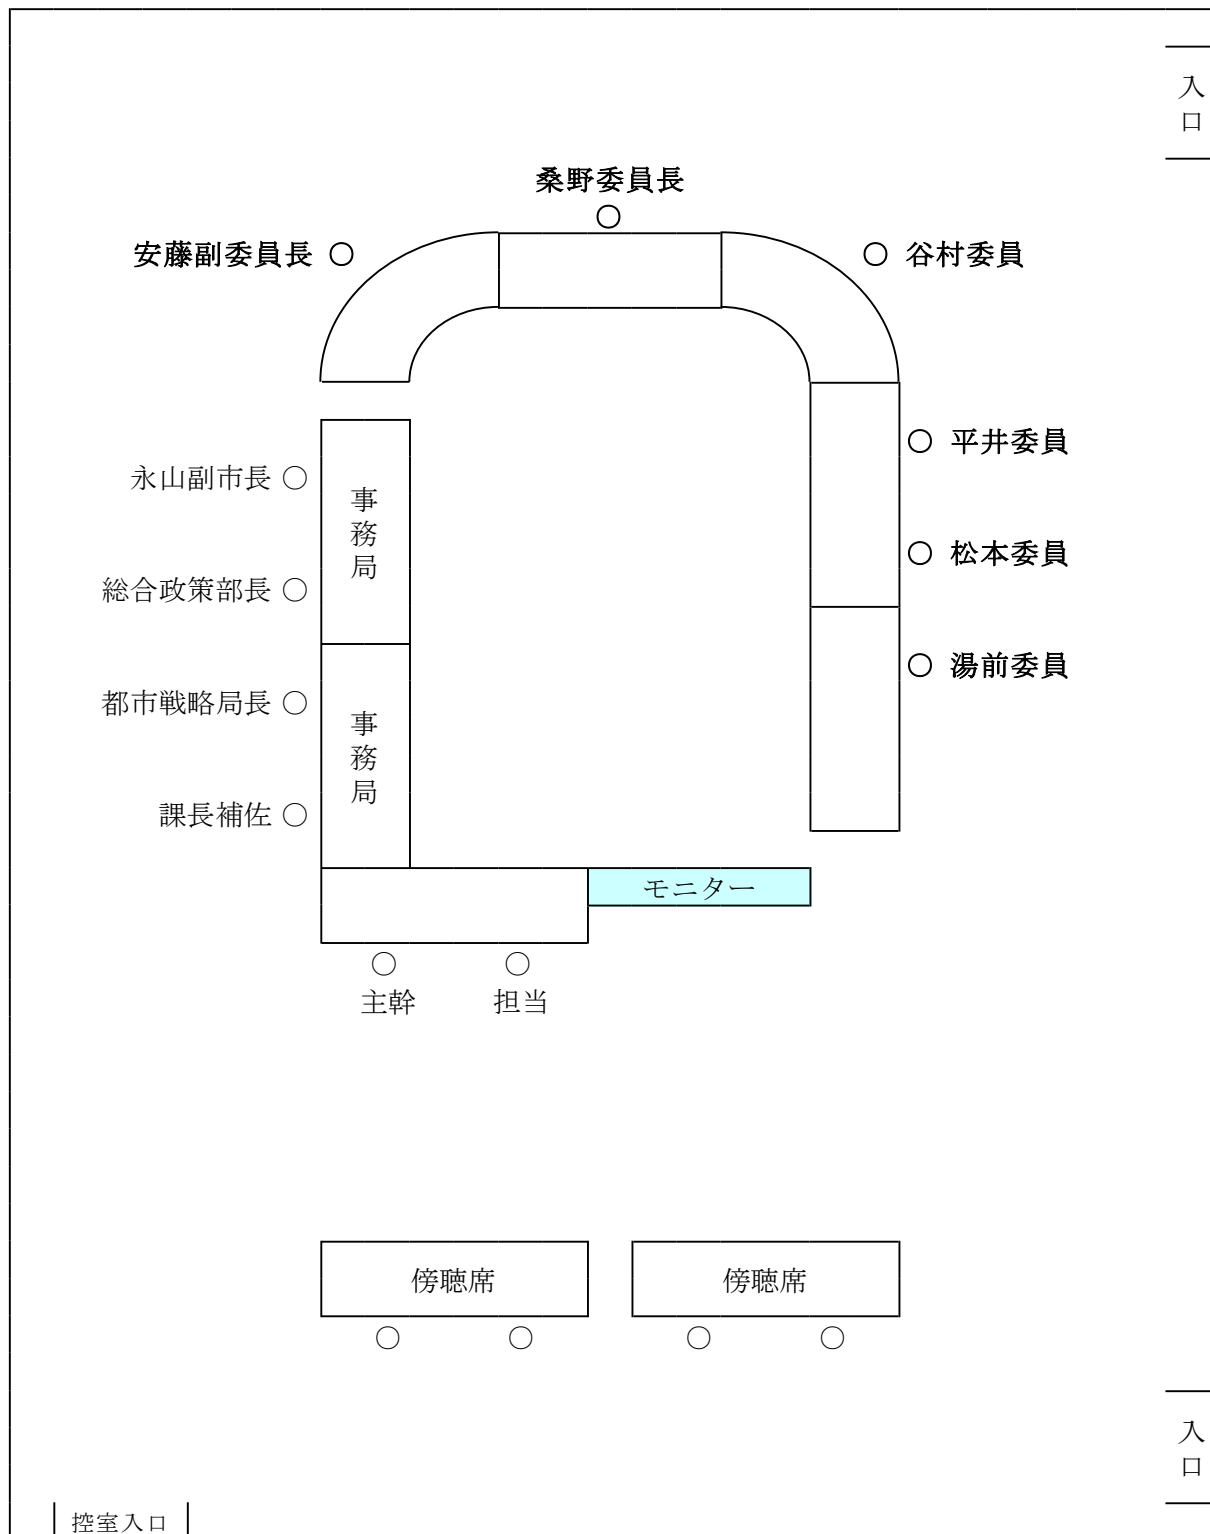 入口
桑野委員長
○
安藤副委員長 ○
○ 谷村委員
○ 平井委員
永山副市長 ○
事務局
○ 松本委員
総合政策部長 ○
○ 湯前委員
都市戦略局長 ○
事務局
課長補佐 ○
モニター
○ ○
主幹 担当
傍聴席 傍聴席
○ ○ ○ ○
入口
控室入口